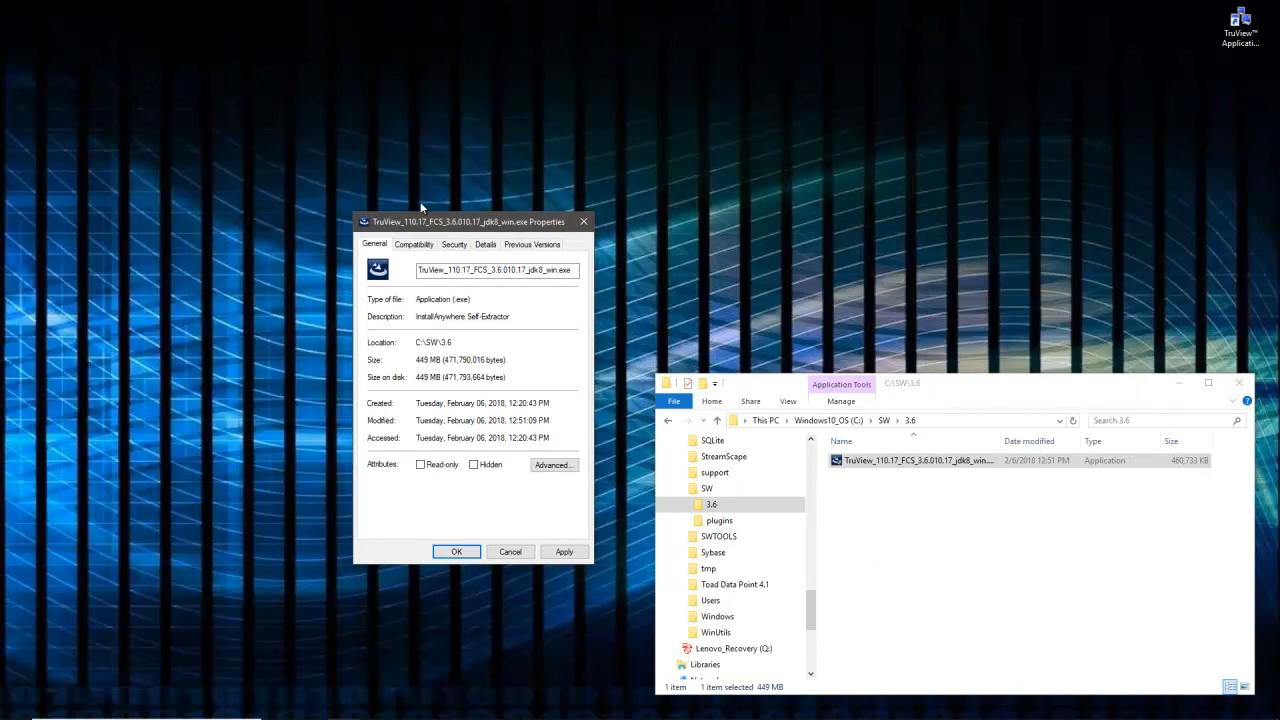 TruView™
Applicati...
TruView_110.17_FCS_3.6.010.17_jdk8_win.exe Properties
General Compatibility Security Details Previous Versions
TruView_110.17_FCS_3.6.010.17_jdk8_win.exe
Type of file: Application (.exe)
Description: InstallAnywhere Self-Extractor
Location: C:\SW\3.6
Size: 449 MB (471,790,016 bytes)
Size on disk: 449 MB (471,793,664 bytes)
Created: Tuesday, February 06, 2018, 12:20:43 PM
Modified: Tuesday, February 06, 2018, 12:51:09 PM
Accessed: Tuesday, February 06, 2018, 12:20:43 PM
Attributes: Read-only Hidden Advanced...
OK Cancel Apply
Application Tools C:\SW\3.6
File Home Share View Manage
This PC Windows10_OS (C:) SW 3.6 Search 3.6
Name Date modified Type Size
TruView_110.17_FCS_3.6.010.17_jdk8_win.... 2/6/2018 12:51 PM Application 460,733 KB
SQLite
StreamScape
support
SW
3.6
plugins
SWTOOLS
Sybase
tmp
Toad Data Point 4.1
Users
Windows
WinUtils
Lenovo_Recovery (Q:)
Libraries
1 item 1 item selected 449 MB